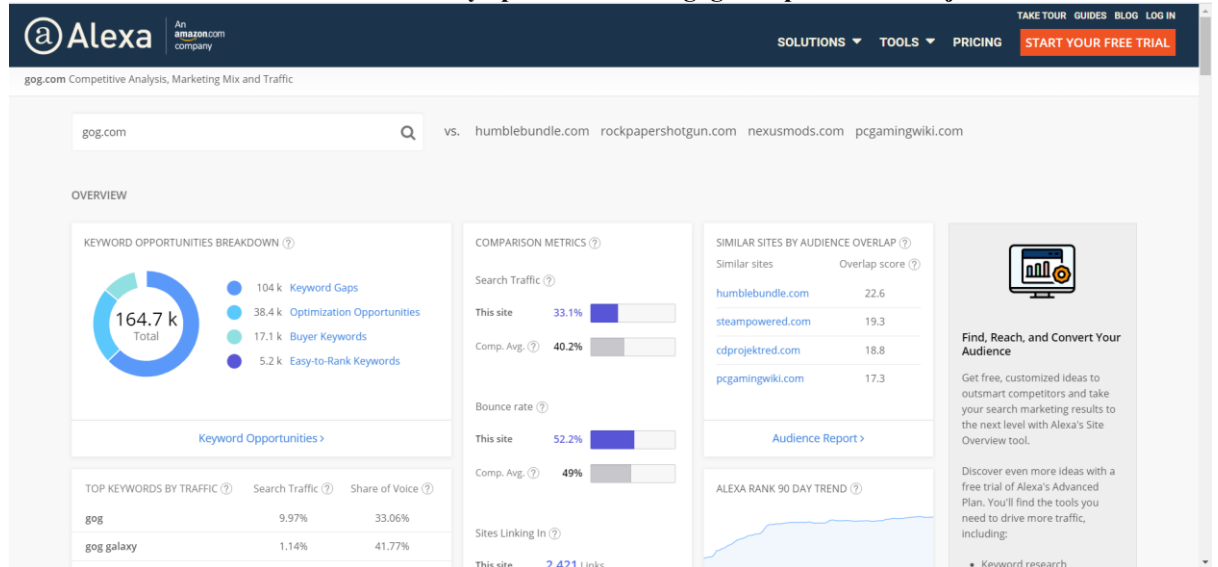 TAKE TOUR GUIDES BLOG LOG IN
a Alexa An amazon.com company
SOLUTIONS TOOLS PRICING START YOUR FREE TRIAL
gog.com Competitive Analysis, Marketing Mix and Traffic
gog.com vs. humblebundle.com rockpapershotgun.com nexusmods.com pcgamingwiki.com
OVERVIEW
KEYWORD OPPORTUNITIES BREAKDOWN ?
164.7 k
Total
104 k Keyword Gaps
38.4 k Optimization Opportunities
17.1 k Buyer Keywords
5.2 k Easy-to-Rank Keywords
Keyword Opportunities >
TOP KEYWORDS BY TRAFFIC ? Search Traffic ? Share of Voice ?
gog 9.97% 33.06%
gog galaxy 1.14% 41.77%
COMPARISON METRICS ?
Search Traffic ?
This site 33.1%
Comp. Avg. ? 40.2%
Bounce rate ?
This site 52.2%
Comp. Avg. ? 49%
Sites Linking In ?
This site 2,421 Links
SIMILAR SITES BY AUDIENCE OVERLAP ?
Similar sites Overlap score ?
humblebundle.com 22.6
steampowered.com 19.3
cdprojektred.com 18.8
pcgamingwiki.com 17.3
Audience Report >
ALEXA RANK 90 DAY TREND ?
Find, Reach, and Convert Your
Audience
Get free, customized ideas to
outsmart competitors and take
your search marketing results to
the next level with Alexa's Site
Overview tool.
Discover even more ideas with a
free trial of Alexa's Advanced
Plan. You'll find the tools you
need to drive more traffic,
including:
• Keyword research